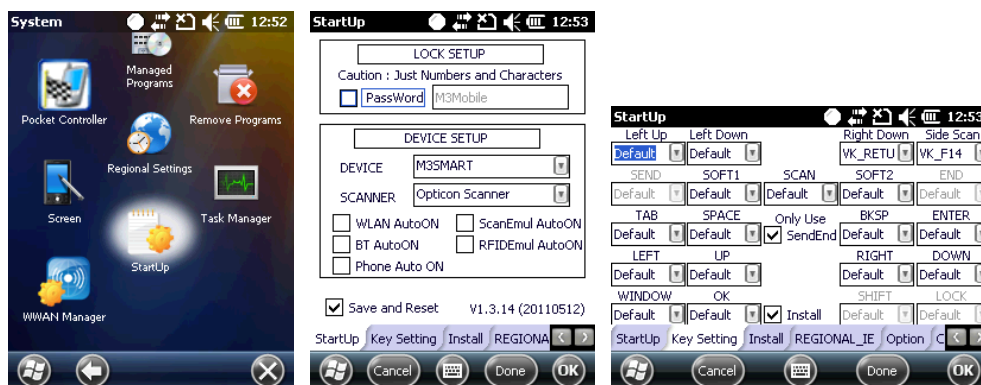 System 12:52
Managed
Programs
Pocket Controller
Remove Programs
Regional Settings
Screen
Task Manager
StartUp
WWAN Manager
StartUp 12:53
LOCK SETUP
Caution : Just Numbers and Characters
PassWord M3Mobile
DEVICE SETUP
DEVICE M3SMART
SCANNER Opticon Scanner
WLAN AutoON ScanEmul AutoON
BT AutoON RFIDEmul AutoON
Phone Auto ON
Save and Reset V1.3.14 (20110512)
StartUp Key Setting Install REGIONA
Cancel Done OK
StartUp 12:53
Left Up Left Down Right Down Side Scan
Default Default VK_RETU VK_F14
SEND SOFT1 SCAN SOFT2 END
Default Default Default Default Default
TAB SPACE Only Use BKSP ENTER
Default Default SendEnd Default Default
LEFT UP RIGHT DOWN
Default Default Default Default
WINDOW OK SHIFT LOCK
Default Default Install Default Default
StartUp Key Setting Install REGIONAL_IE Option C
Cancel Done OK